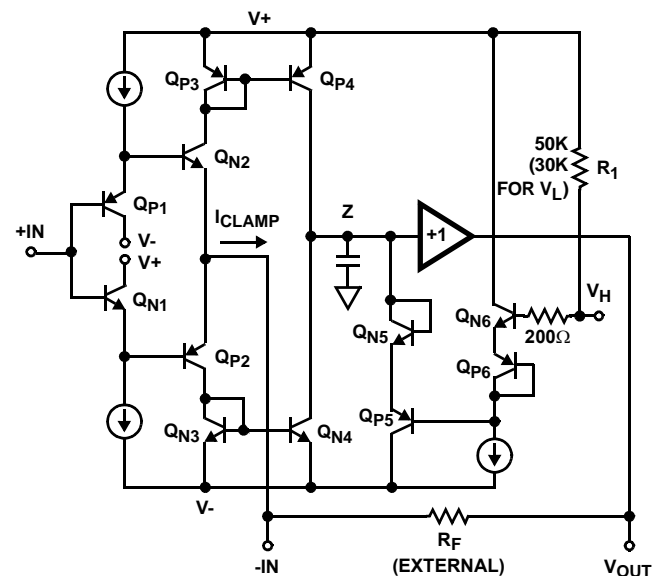 V+
QP3
QP4
QN2
50K
(30K
FOR VL)
R1
QP1
+IN
V-
V+
ICLAMP
Z
+1
QN1
VH
QN5
QN6
200Ω
QP2
QP6
QP5
QN3
QN4
V-
-IN
RF
(EXTERNAL)
VOUT